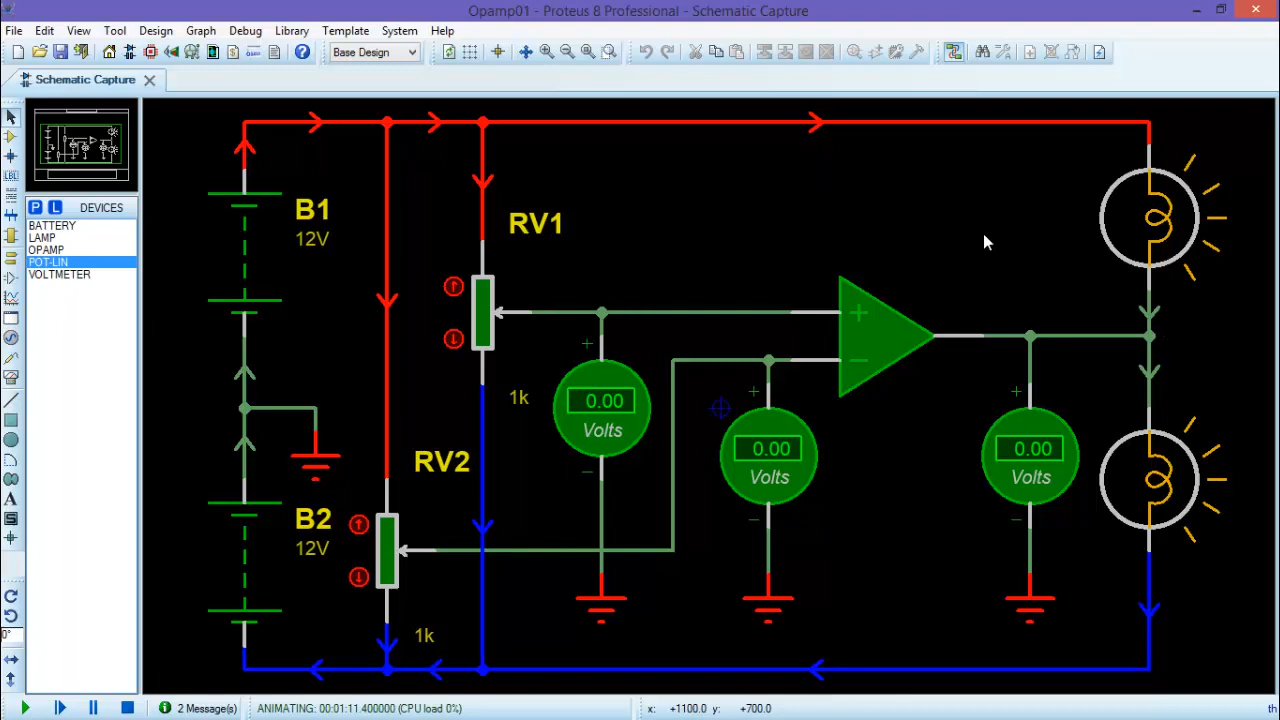 Opamp01 - Proteus 8 Professional - Schematic Capture
File Edit View Tool Design Graph Debug Library Template System Help
Base Design
Schematic Capture
P L DEVICES
BATTERY
LAMP
OPAMP
POT-LIN
VOLTMETER
LBL
A
S
0°
B1
12V
RV1
1k
RV2
1k
B2
12V
+
0.00
Volts
−
+
0.00
Volts
−
+
−
+
0.00
Volts
−
2 Message(s)
ANIMATING: 00:01:11.400000 (CPU load 0%)
x: +1100.0 y: +700.0
th